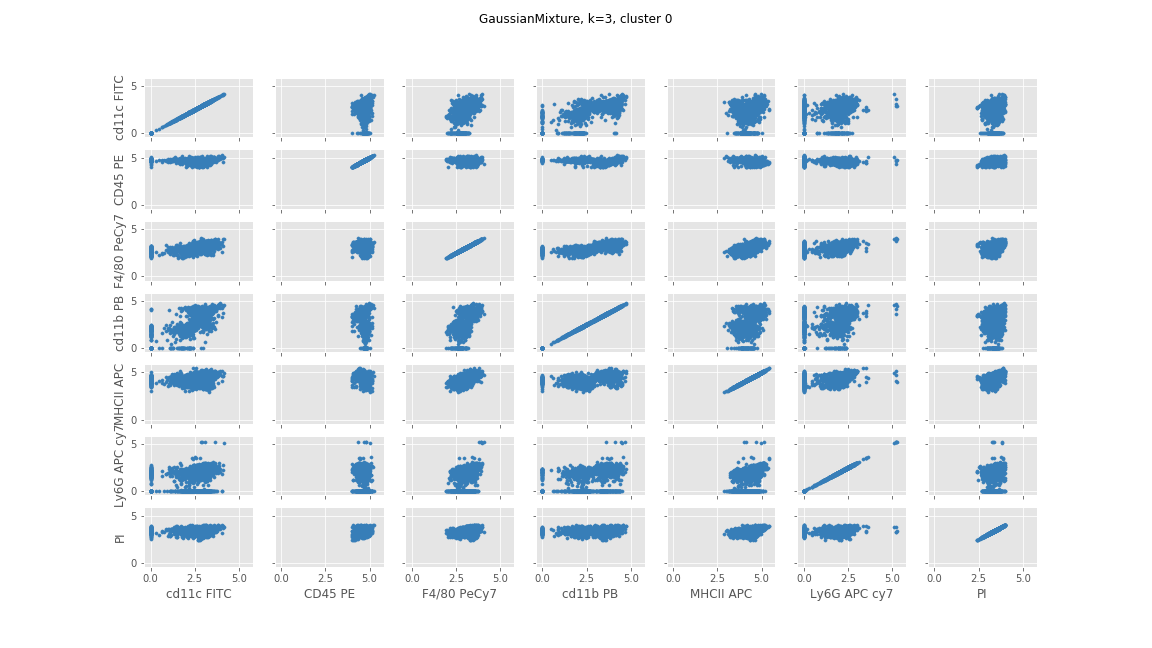 GaussianMixture, k=3, cluster 0
cd11c FITC
5
0
CD45 PE
5
0
F4/80 PeCy7
5
0
cd11b PB
5
0
MHCII APC
5
0
Ly6G APC cy7
5
0
PI
5
0
0.0 2.5 5.0 0.0 2.5 5.0 0.0 2.5 5.0 0.0 2.5 5.0 0.0 2.5 5.0 0.0 2.5 5.0 0.0 2.5 5.0
cd11c FITC CD45 PE F4/80 PeCy7 cd11b PB MHCII APC Ly6G APC cy7 PI